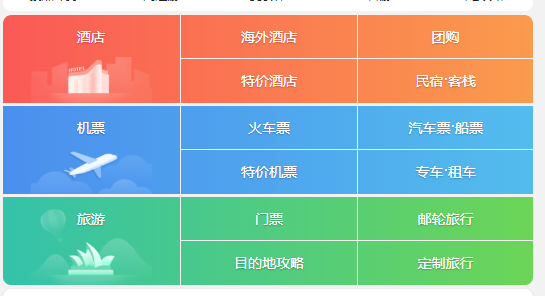 酒店
海外酒店
团购
HOTEL
特价酒店
民宿·客栈
机票
火车票
汽车票·船票
特价机票
专车·租车
旅游
门票
邮轮旅行
目的地攻略
定制旅行